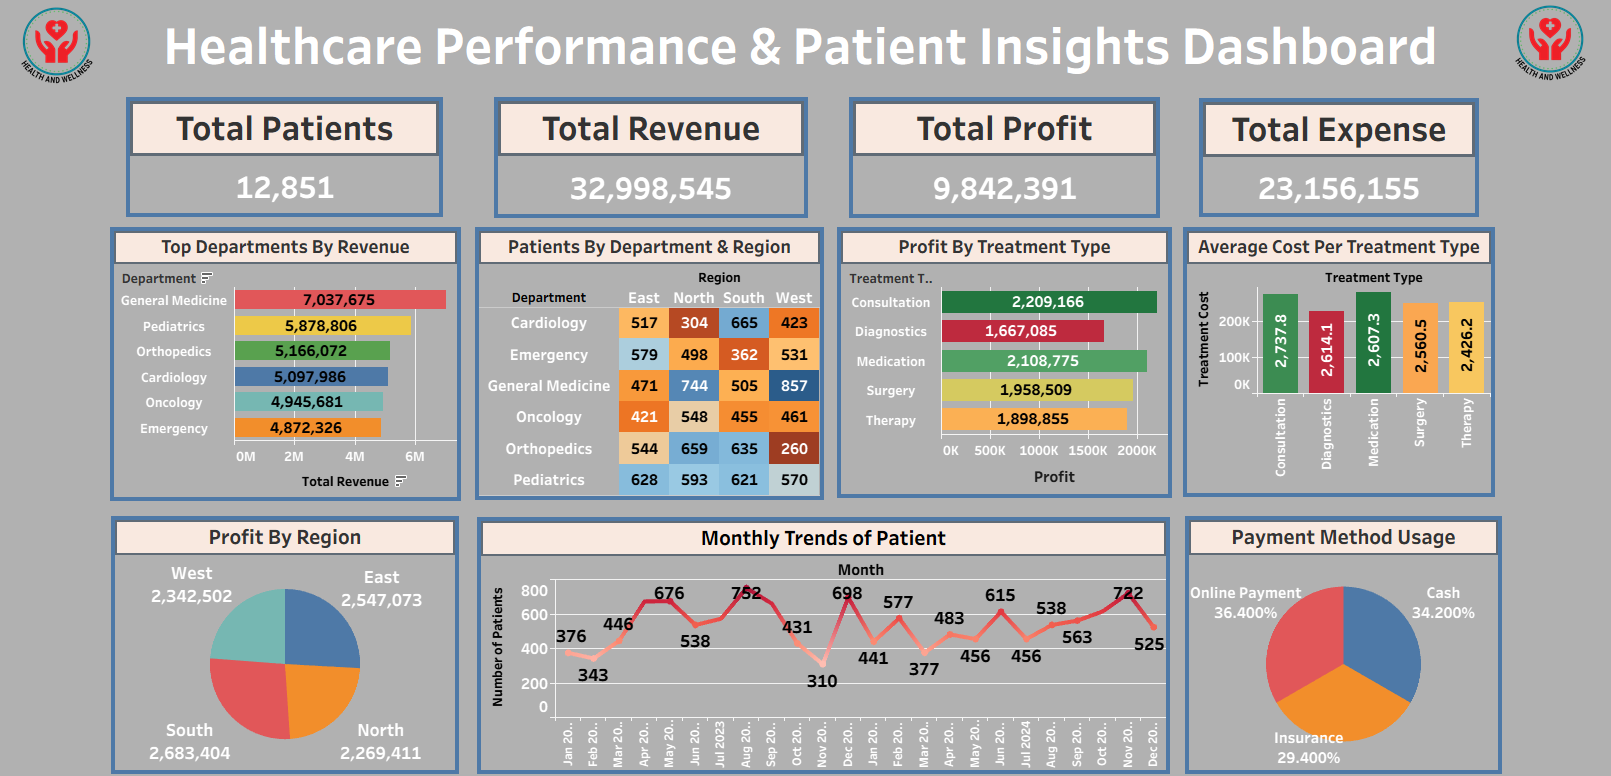 HEALTH AND WELLNESS
Healthcare Performance & Patient Insights Dashboard
HEALTH AND WELLNESS
Total Patients
12,851
Total Revenue
32,998,545
Total Profit
9,842,391
Total Expense
23,156,155
Top Departments By Revenue
Department
General Medicine 7,037,675
Pediatrics 5,878,806
Orthopedics 5,166,072
Cardiology 5,097,986
Oncology 4,945,681
Emergency 4,872,326
0M 2M 4M 6M
Total Revenue
Patients By Department & Region
Region
Department East North South West
Cardiology 517 304 665 423
Emergency 579 498 362 531
General Medicine 471 744 505 857
Oncology 421 548 455 461
Orthopedics 544 659 635 260
Pediatrics 628 593 621 570
Profit By Treatment Type
Treatment T..
Consultation 2,209,166
Diagnostics 1,667,085
Medication 2,108,775
Surgery 1,958,509
Therapy 1,898,855
0K 500K 1000K 1500K 2000K
Profit
Average Cost Per Treatment Type
Treatment Type
Treatment Cost
200K
100K
0K
2,737.8 2,614.1 2,607.3 2,560.5 2,426.2
Consultation Diagnostics Medication Surgery Therapy
Profit By Region
West
2,342,502
East
2,547,073
South
2,683,404
North
2,269,411
Monthly Trends of Patient
Month
Number of Patients
800
600
400
200
0
376 343 446 676 538 752 431 310 698 441 577 377 483 456 615 456 538 563 722 525
Jan 20.. Feb 20.. Mar 20.. Apr 20.. May 20.. Jun 20.. Jul 2023 Aug 20.. Sep 20.. Oct 20.. Nov 20.. Dec 20.. Jan 20.. Feb 20.. Mar 20.. Apr 20.. May 20.. Jun 20.. Jul 2024 Aug 20.. Sep 20.. Oct 20.. Nov 20.. Dec 20..
Payment Method Usage
Online Payment
36.400%
Cash
34.200%
Insurance
29.400%